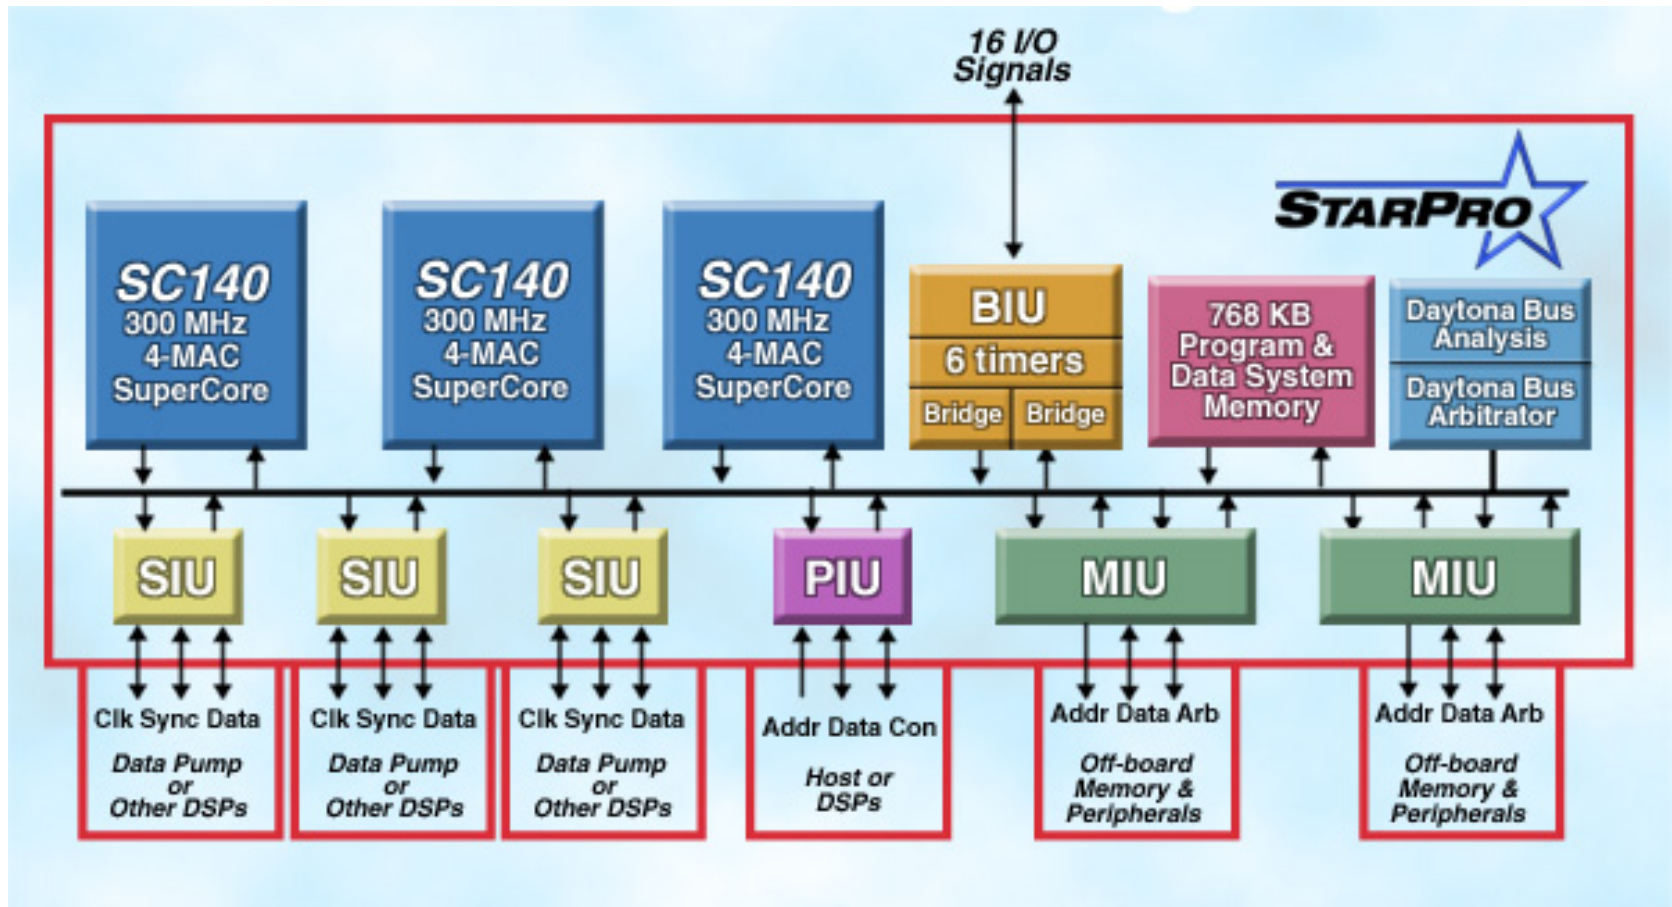 16 I/O
Signals
STARPRO
SC140
300 MHz
4-MAC
SuperCore
SC140
300 MHz
4-MAC
SuperCore
SC140
300 MHz
4-MAC
SuperCore
BIU
6 timers
Bridge
Bridge
768 KB
Program &
Data System
Memory
Daytona Bus
Analysis
Daytona Bus
Arbitrator
SIU
SIU
SIU
PIU
MIU
MIU
Clk Sync Data
Data Pump
or
Other DSPs
Clk Sync Data
Data Pump
or
Other DSPs
Clk Sync Data
Data Pump
or
Other DSPs
Addr Data Con
Host or
DSPs
Addr Data Arb
Off-board
Memory &
Peripherals
Addr Data Arb
Off-board
Memory &
Peripherals